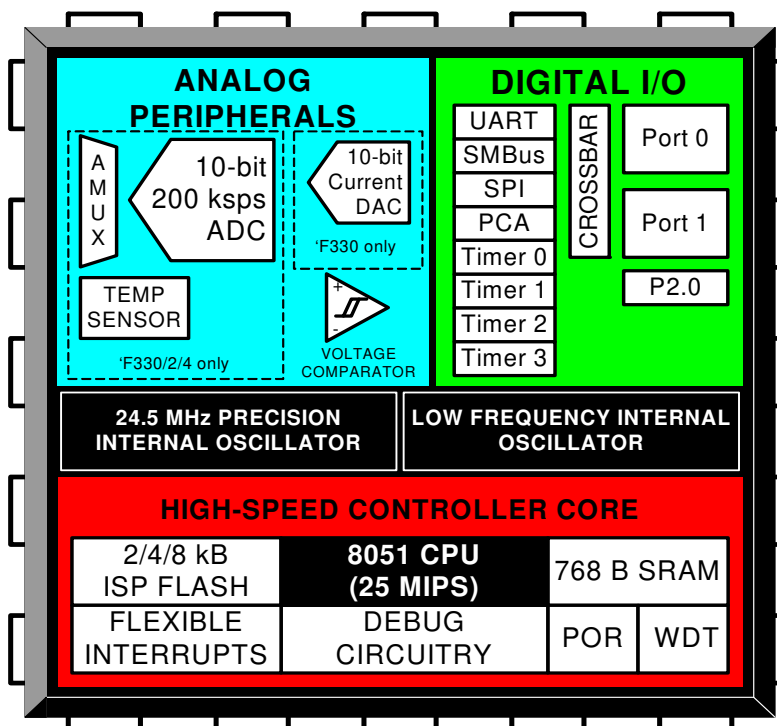 ANALOG
PERIPHERALS
A
M
U
X
10-bit
200 ksps
ADC
10-bit
Current
DAC
‘F330 only
TEMP
SENSOR
+
-
VOLTAGE
COMPARATOR
‘F330/2/4 only
DIGITAL I/O
UART
SMBus
SPI
PCA
Timer 0
Timer 1
Timer 2
Timer 3
CROSSBAR
Port 0
Port 1
P2.0
24.5 MHz PRECISION
INTERNAL OSCILLATOR
LOW FREQUENCY INTERNAL
OSCILLATOR
HIGH-SPEED CONTROLLER CORE
2/4/8 kB
ISP FLASH
8051 CPU
(25 MIPS)
768 B SRAM
FLEXIBLE
INTERRUPTS
DEBUG
CIRCUITRY
POR
WDT